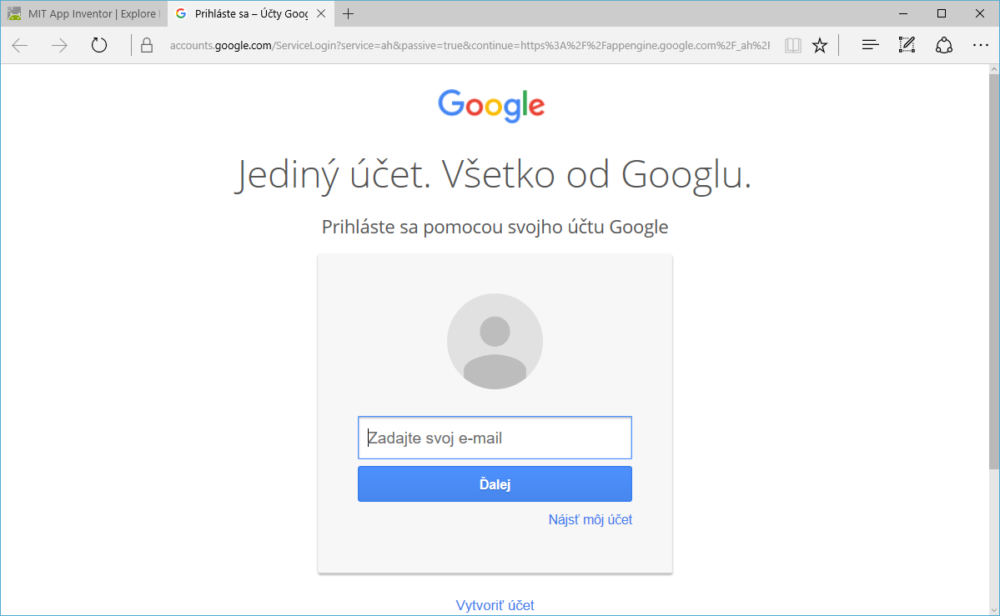 MIT App Inventor | Explore
Prihláste sa – Účty Goog
accounts.google.com/ServiceLogin?service=ah&passive=true&continue=https%3A%2F%2Fappengine.google.com%2F_ah%2F
Google
Jediný účet. Všetko od Googlu.
Prihláste sa pomocou svojho účtu Google
Zadajte svoj e-mail
Ďalej
Nájsť môj účet
Vytvoriť účet